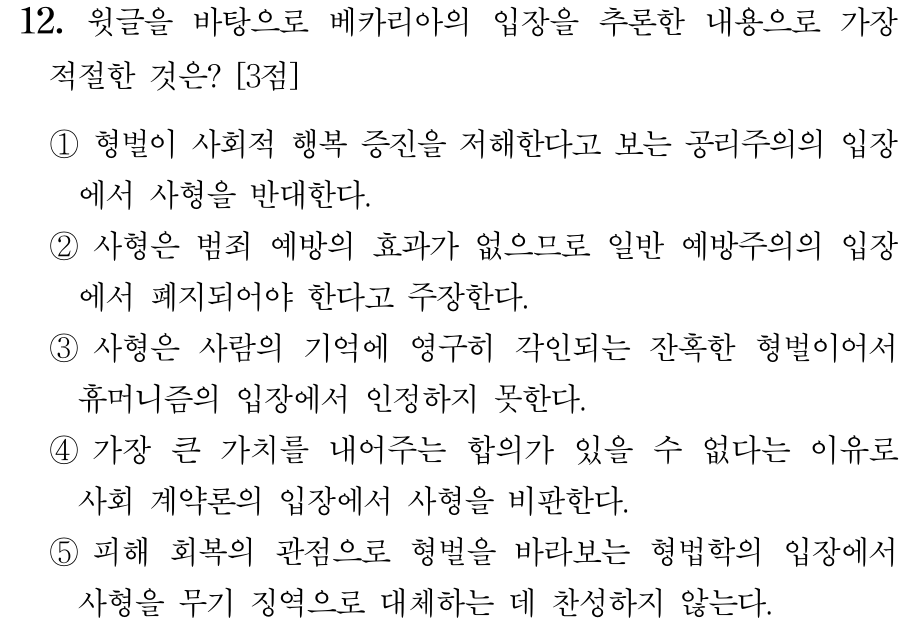 12. 윗글을 바탕으로 베카리아의 입장을 추론한 내용으로 가장
적절한 것은? [3점]
① 형벌이 사회적 행복 증진을 저해한다고 보는 공리주의의 입장
에서 사형을 반대한다.
② 사형은 범죄 예방의 효과가 없으므로 일반 예방주의의 입장
에서 폐지되어야 한다고 주장한다.
③ 사형은 사람의 기억에 영구히 각인되는 잔혹한 형벌이어서
휴머니즘의 입장에서 인정하지 못한다.
④ 가장 큰 가치를 내어주는 합의가 있을 수 없다는 이유로
사회 계약론의 입장에서 사형을 비판한다.
⑤ 피해 회복의 관점으로 형벌을 바라보는 형법학의 입장에서
사형을 무기 징역으로 대체하는 데 찬성하지 않는다.